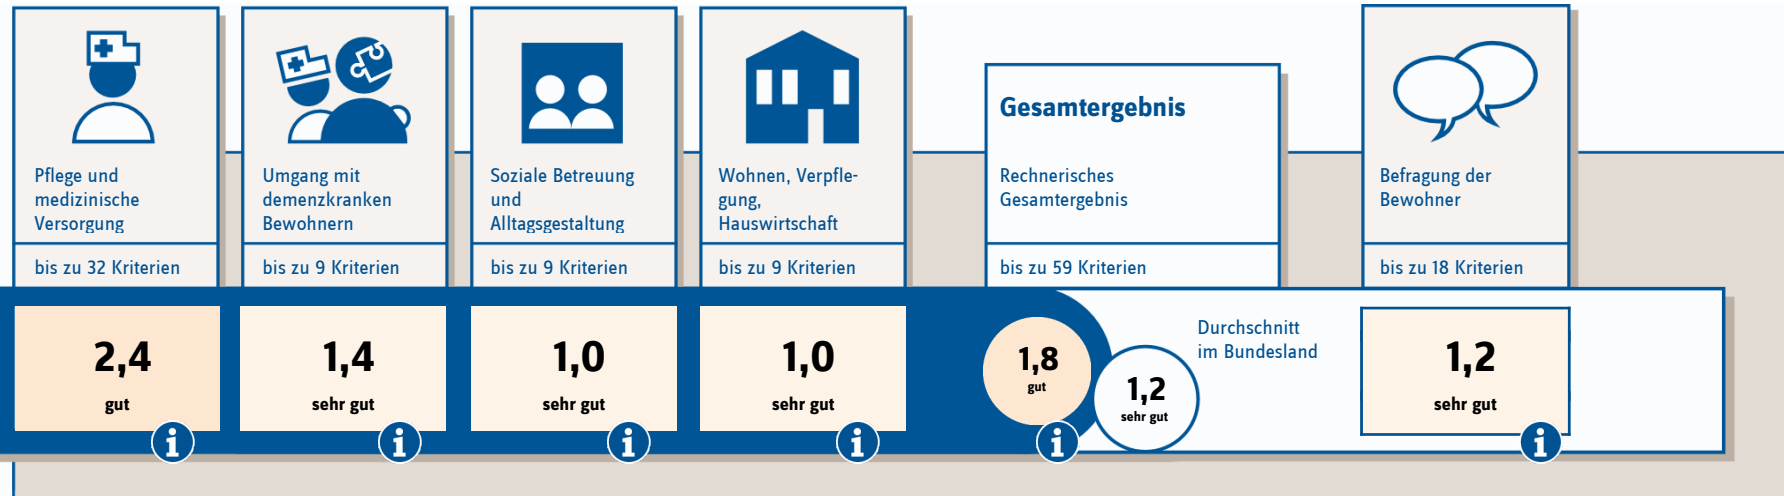 Pflege und
medizinische
Versorgung
bis zu 32 Kriterien
2,4
gut
Umgang mit
demenzkranken
Bewohnern
bis zu 9 Kriterien
1,4
sehr gut
Soziale Betreuung
und
Alltagsgestaltung
bis zu 9 Kriterien
1,0
sehr gut
Wohnen, Verpfle-
gung,
Hauswirtschaft
bis zu 9 Kriterien
1,0
sehr gut
Gesamtergebnis
Rechnerisches
Gesamtergebnis
bis zu 59 Kriterien
1,8
gut
1,2
sehr gut
Durchschnitt
im Bundesland
Befragung der
Bewohner
bis zu 18 Kriterien
1,2
sehr gut